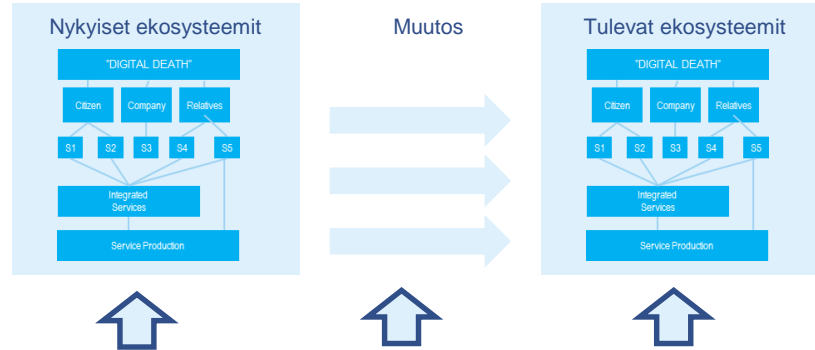 Nykyiset ekosysteemit
"DIGITAL DEATH"
Citizen Company Relatives
S1 S2 S3 S4 S5
Integrated
Services
Service Production
Muutos
Tulevat ekosysteemit
"DIGITAL DEATH"
Citizen Company Relatives
S1 S2 S3 S4 S5
Integrated
Services
Service Production